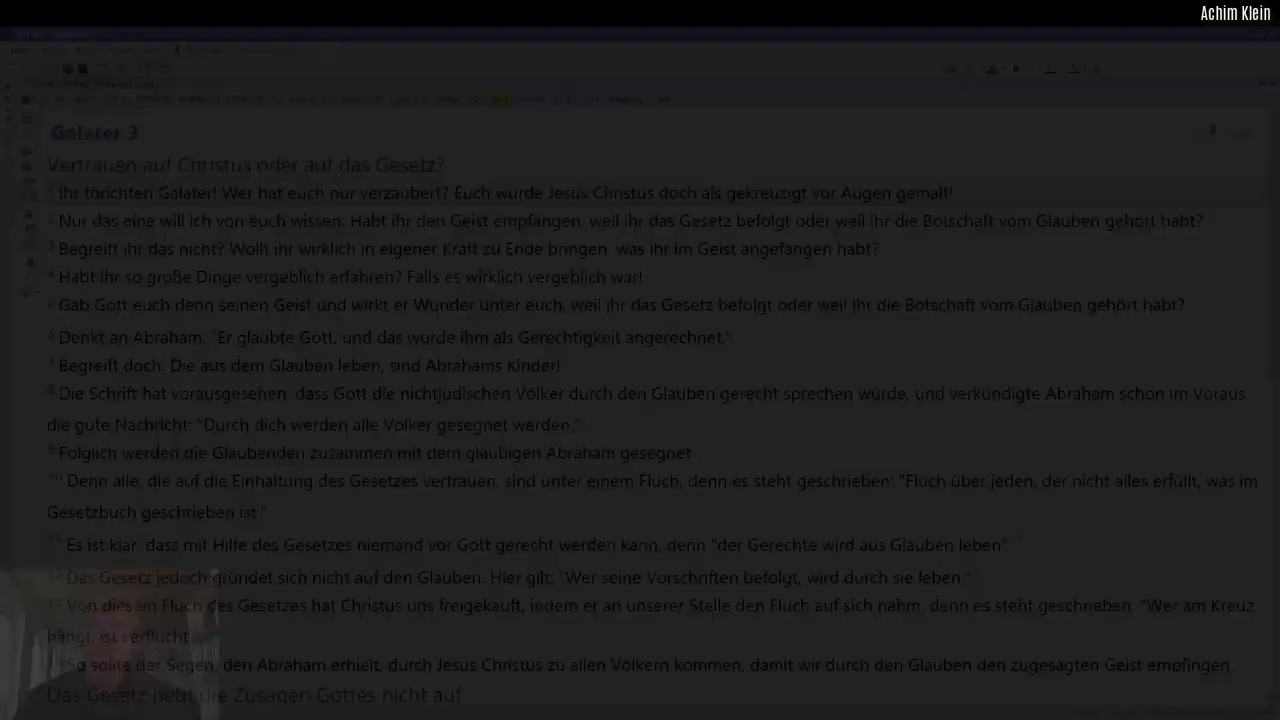 Achim Klein
Galater 3
Vertrauen auf Christus oder auf das Gesetz?
Ihr törichten Galater! Wer hat euch nur verzaubert? Euch wurde Jesus Christus doch als gekreuzigt vor Augen gemalt!
2 Nur das eine will ich von euch wissen: Habt ihr den Geist empfangen, weil ihr das Gesetz befolgt oder weil ihr die Botschaft vom Glauben gehört habt?
3 Begreift ihr das nicht? Wollt ihr wirklich in eigener Kraft zu Ende bringen, was ihr im Geist angefangen habt?
4 Habt ihr so große Dinge vergeblich erfahren? Falls es wirklich vergeblich war!
5 Gab Gott euch denn seinen Geist und wirkt er Wunder unter euch, weil ihr das Gesetz befolgt oder weil ihr die Botschaft vom Glauben gehört habt?
6 Denkt an Abraham: "Er glaubte Gott, und das wurde ihm als Gerechtigkeit angerechnet."
7 Begreift doch: Die aus dem Glauben leben, sind Abrahams Kinder!
8 Die Schrift hat vorausgesehen, dass Gott die nichtjüdischen Völker durch den Glauben gerecht sprechen würde, und verkündigte Abraham schon im Voraus
die gute Nachricht: "Durch dich werden alle Völker gesegnet werden."
9 Folglich werden die Glaubenden zusammen mit dem gläubigen Abraham gesegnet.
10 Denn alle, die auf die Einhaltung des Gesetzes vertrauen, sind unter einem Fluch, denn es steht geschrieben: "Fluch über jeden, der nicht alles erfüllt, was im
Gesetzbuch geschrieben ist."
11 Es ist klar, dass mit Hilfe des Gesetzes niemand vor Gott gerecht werden kann, denn "der Gerechte wird aus Glauben leben".
12 Das Gesetz jedoch gründet sich nicht auf den Glauben. Hier gilt: "Wer seine Vorschriften befolgt, wird durch sie leben."
13 Von diesem Fluch des Gesetzes hat Christus uns freigekauft, indem er an unserer Stelle den Fluch auf sich nahm, denn es steht geschrieben: "Wer am Kreuz
hängt, ist verflucht
So sollte der Segen, den Abraham erhielt, durch Jesus Christus zu allen Völkern kommen, damit wir durch den Glauben den zugesagten Geist empfingen.
Das Gesetz hebt die Zusagen Gottes nicht auf